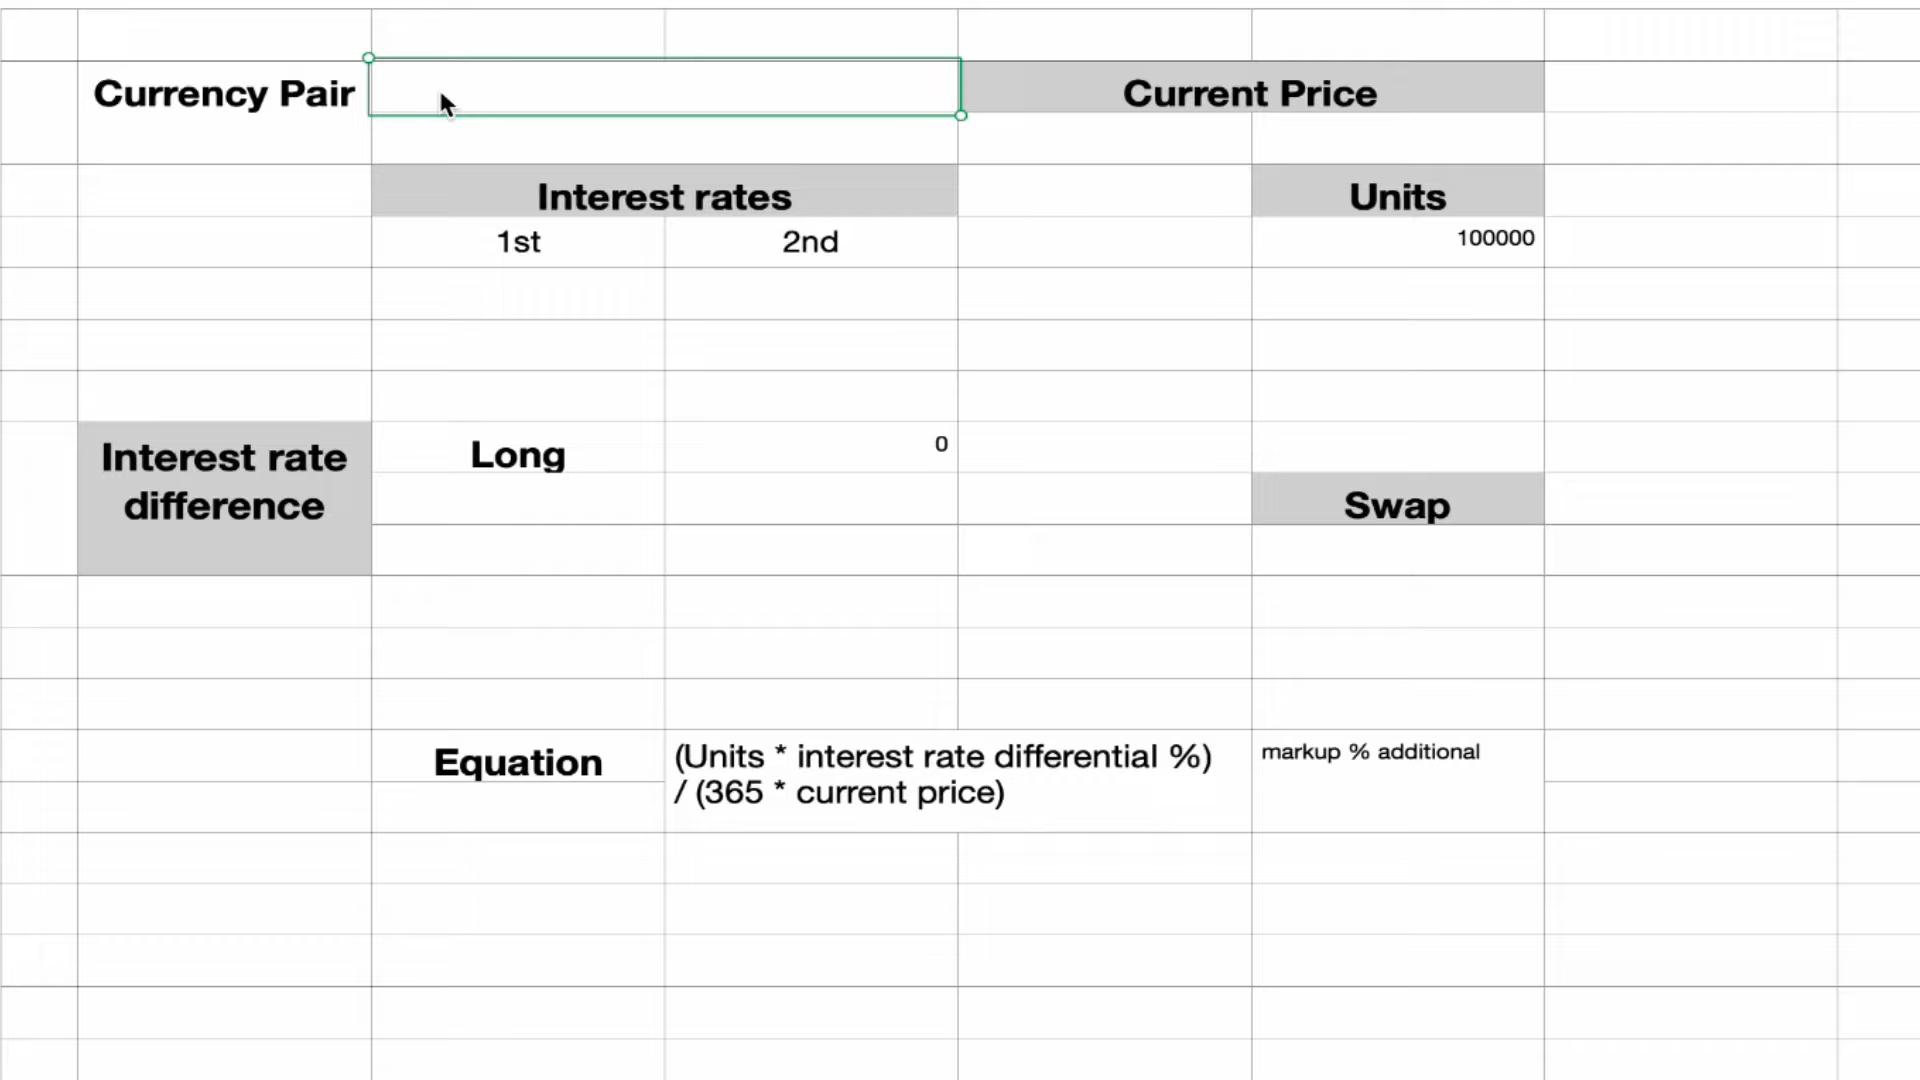 Currency Pair
Current Price
Interest rates
Units
1st
2nd
100000
Interest rate
difference
Long
0
Swap
Equation
(Units * interest rate differential %)
/ (365 * current price)
markup % additional